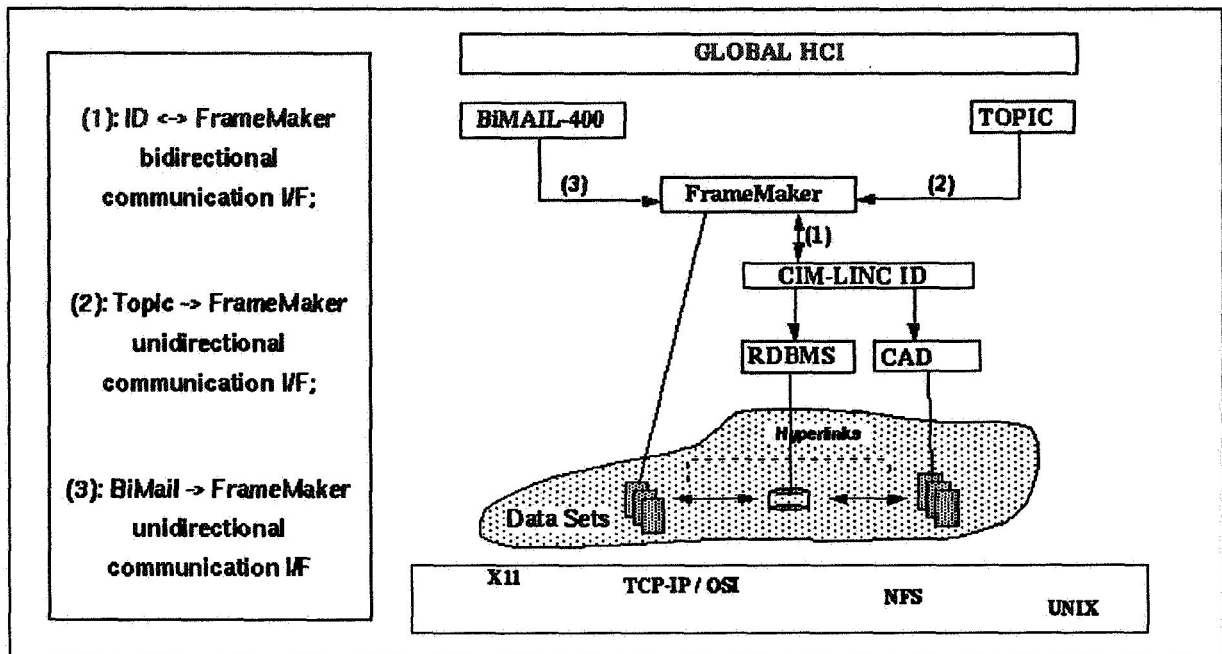 (1): ID <-> FrameMaker
bidirectional
communication I/F;
(2): Topic -> FrameMaker
unidirectional
communication I/F;
(3): BiMail -> FrameMaker
unidirectional
communication I/F
GLOBAL HCI
BiMAIL-400
TOPIC
(3)
FrameMaker
(2)
(1)
CIM-LINC ID
RDBMS
CAD
Hyperlinks
Data Sets
X11
TCP-IP / OSI
NFS
UNIX